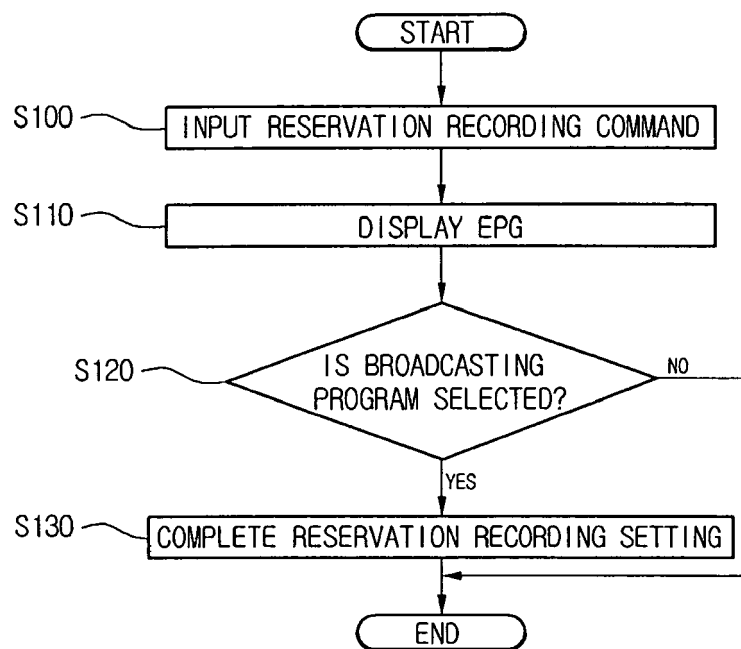 START
S100
INPUT RESERVATION RECORDING COMMAND
S110
DISPLAY EPG
S120
IS BROADCASTING
PROGRAM SELECTED?
NO
YES
S130
COMPLETE RESERVATION RECORDING SETTING
END